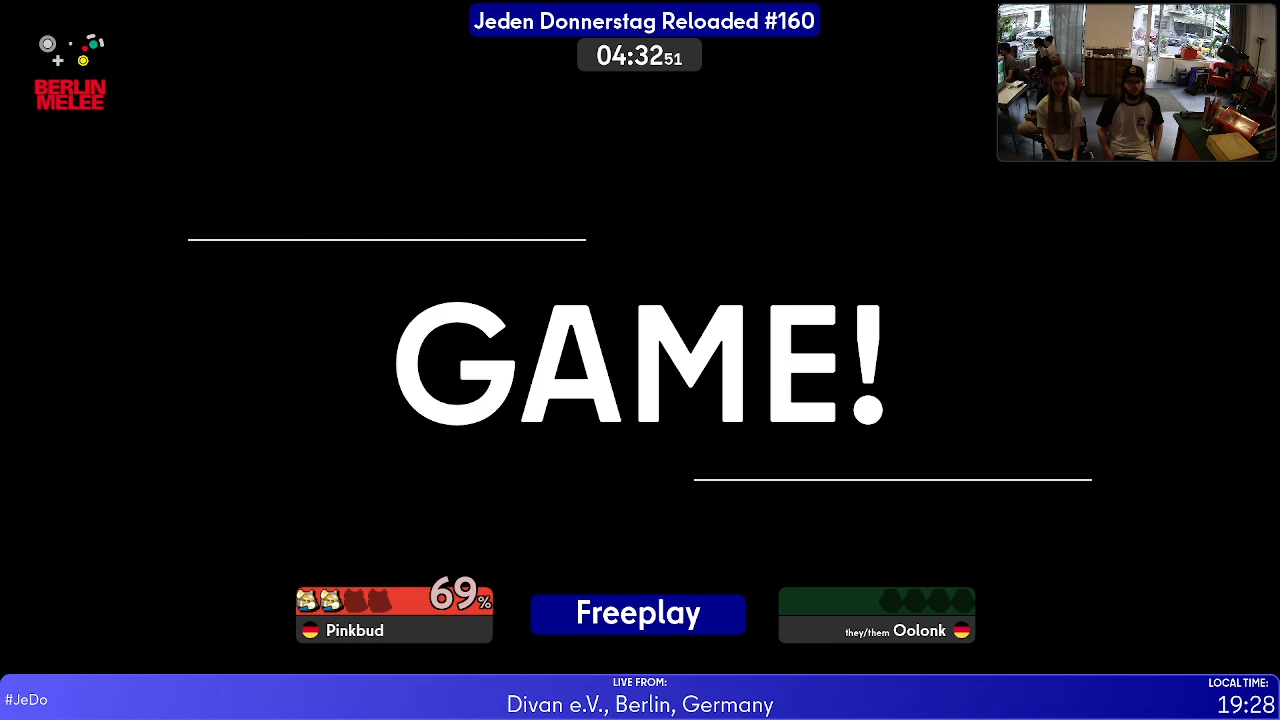 Jeden Donnerstag Reloaded #160
04:32 51
BERLIN
MELEE
GAME!
69%
Pinkbud
Freeplay
they/them Oolonk
#JeDo
LIVE FROM:
Divan e.V., Berlin, Germany
LOCAL TIME:
19:28